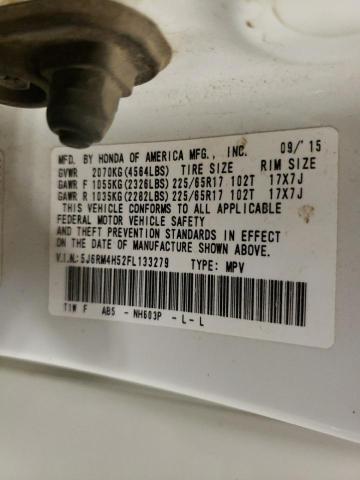 MFD. BY HONDA OF AMERICA MFG., INC. 09/'15
GVWR 2070KG(4564LBS) TIRE SIZE RIM SIZE
GAWR F 1055KG(2326LBS) 225/65R17 102T 17X7J
GAWR R 1035KG(2282LBS) 225/65R17 102T 17X7J
THIS VEHICLE CONFORMS TO ALL APPLICABLE
FEDERAL MOTOR VEHICLE SAFETY
AND THEFT PREVENTION STANDARDS IN EFFECT
ON THE DATE OF MANUFACTURE SHOWN ABOVE.
V.I.N.:5J6RM4H52FL133279 TYPE: MPV
T1W F AB5 - NH603P - L - L